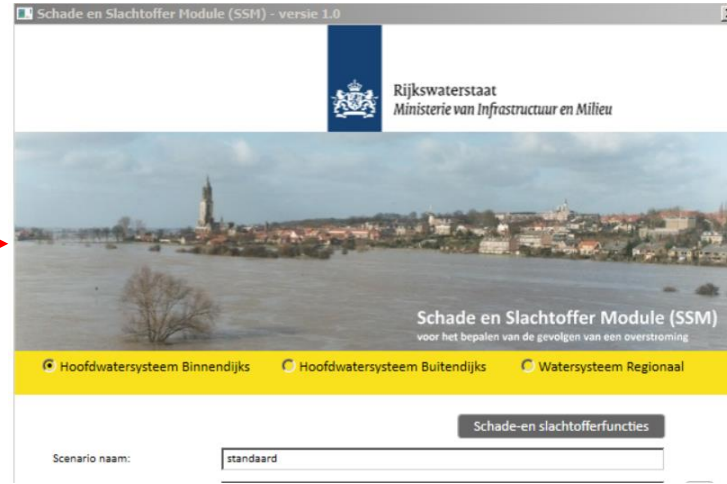 Schade en Slachtoffer Module (SSM) - versie 1.0
Rijkswaterstaat
Ministerie van Infrastructuur en Milieu
Schade en Slachtoffer Module (SSM)
voor het bepalen van de gevolgen van een overstroming
Hoofdwatersysteem Binnendijks
Hoofdwatersysteem Buitendijks
Watersysteem Regionaal
Schade-en slachtofferfuncties
Scenario naam:
standaard